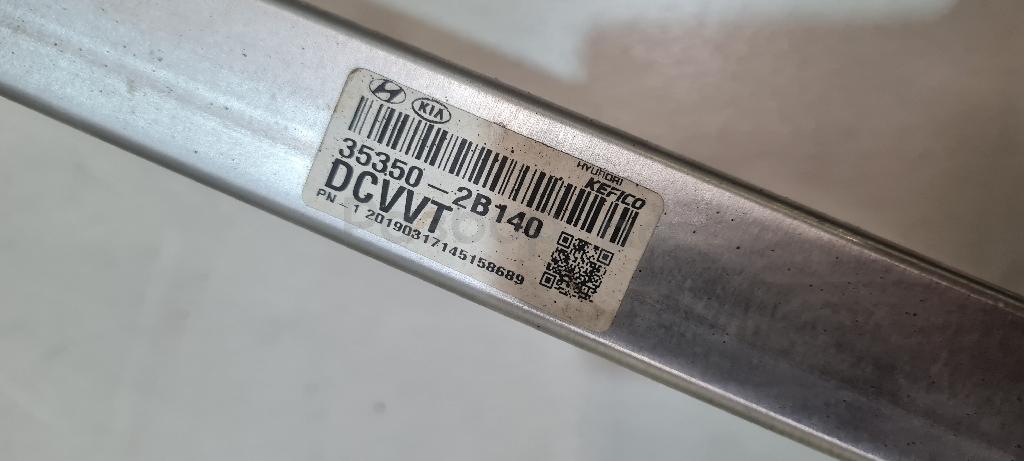 KIA
HYUNDAI
KEFICO
35350-2B140
DCVVT
PN-1 20190317145158689